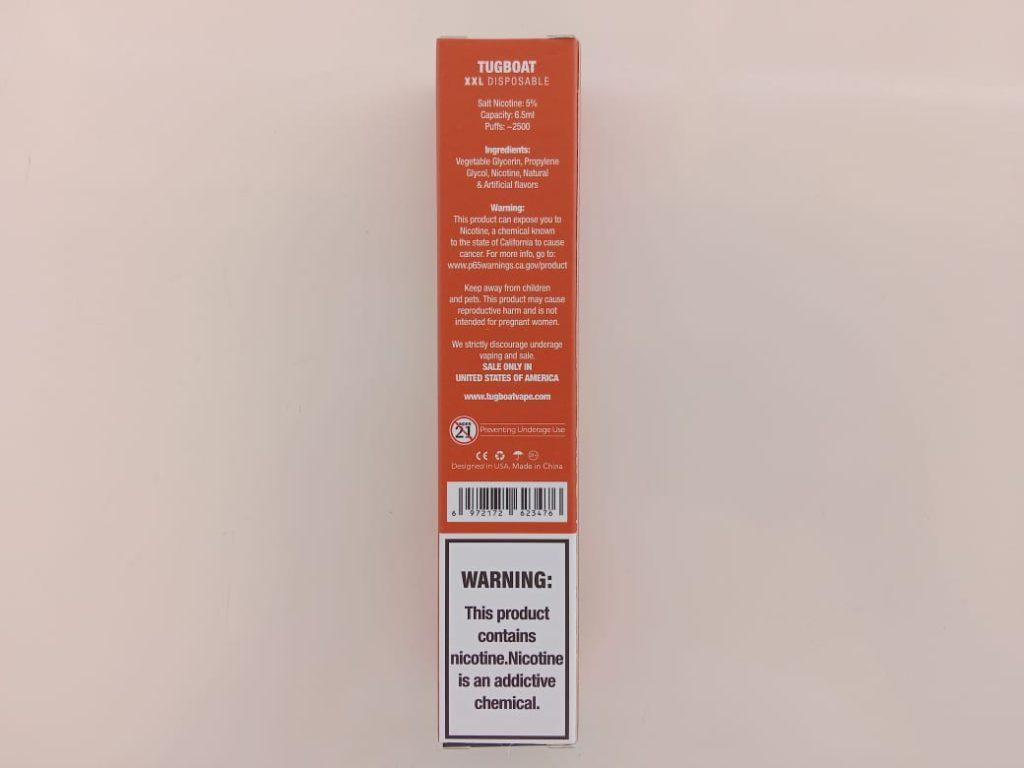 TUGBOAT
XXL DISPOSABLE
Salt Nicotine: 5%
Capacity: 6.5ml
Puffs: ~2500
Ingredients:
Vegetable Glycerin, Propylene
Glycol, Nicotine, Natural
& Artificial flavors
Warning:
This product can expose you to
Nicotine, a chemical known
to the state of California to cause
cancer. For more info, go to:
www.p65warnings.ca.gov/product
Keep away from children
and pets. This product may cause
reproductive harm and is not
intended for pregnant women.
We strictly discourage underage
vaping and sale.
SALE ONLY IN
UNITED STATES OF AMERICA
www.tugboatvape.com
21 Preventing Underage Use
CE
Designed in USA, Made in China
6 972172 623476
WARNING:
This product
contains
nicotine.Nicotine
is an addictive
chemical.